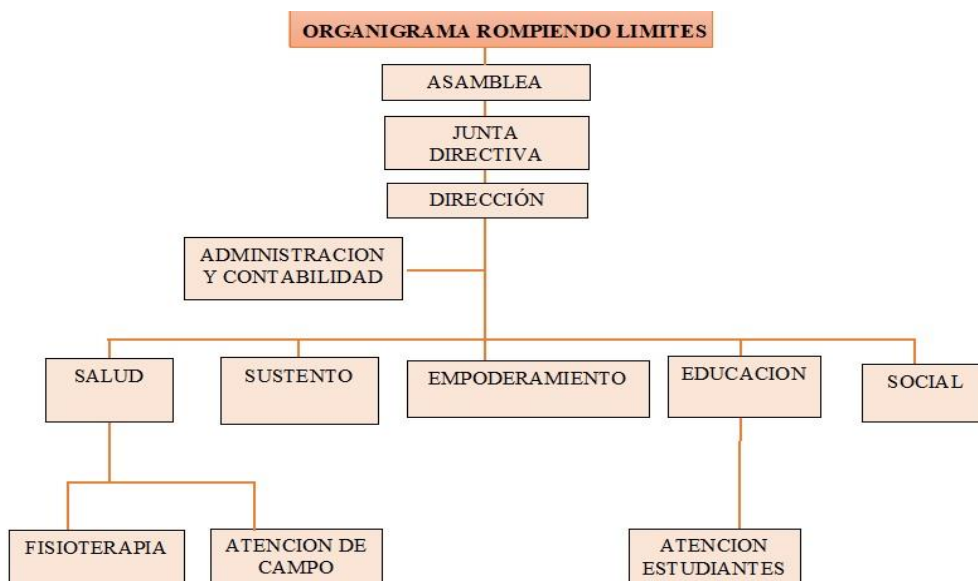 ORGANIGRAMA ROMPIENDO LIMITES
ASAMBLEA
JUNTA
DIRECTIVA
DIRECCIÓN
ADMINISTRACION
Y CONTABILIDAD
SALUD
SUSTENTO
EMPODERAMIENTO
EDUCACION
SOCIAL
FISIOTERAPIA
ATENCION DE
CAMPO
ATENCION
ESTUDIANTES